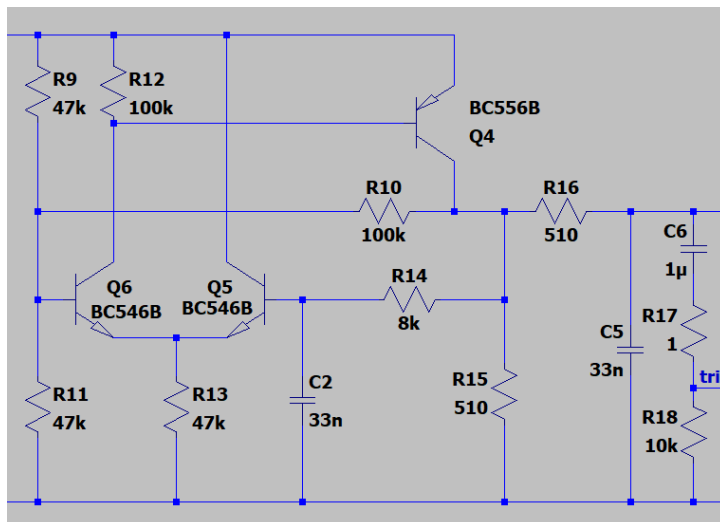 R9
47k
R12
100k
BC556B
Q4
R10
100k
R16
510
C6
1µ
Q6
BC546B
Q5
BC546B
R14
8k
R17
1
C5
33n
tri
R11
47k
R13
47k
C2
33n
R15
510
R18
10k